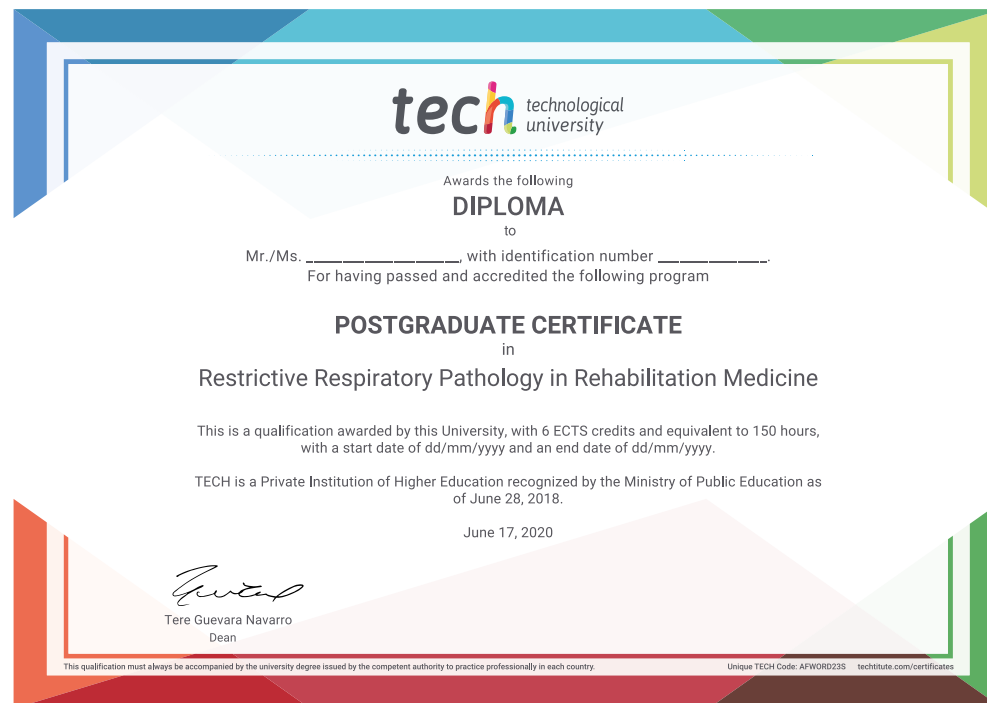 tech technological
university
Awards the following
DIPLOMA
to
Mr./Ms. ____________________, with identification number ______________.
For having passed and accredited the following program
POSTGRADUATE CERTIFICATE
in
Restrictive Respiratory Pathology in Rehabilitation Medicine
This is a qualification awarded by this University, with 6 ECTS credits and equivalent to 150 hours,
with a start date of dd/mm/yyyy and an end date of dd/mm/yyyy.
TECH is a Private Institution of Higher Education recognized by the Ministry of Public Education as
of June 28, 2018.
June 17, 2020
Tere Guevara Navarro
Dean
This qualification must always be accompanied by the university degree issued by the competent authority to practice professionally in each country.
Unique TECH Code: AFWORD23S techtitute.com/certificates